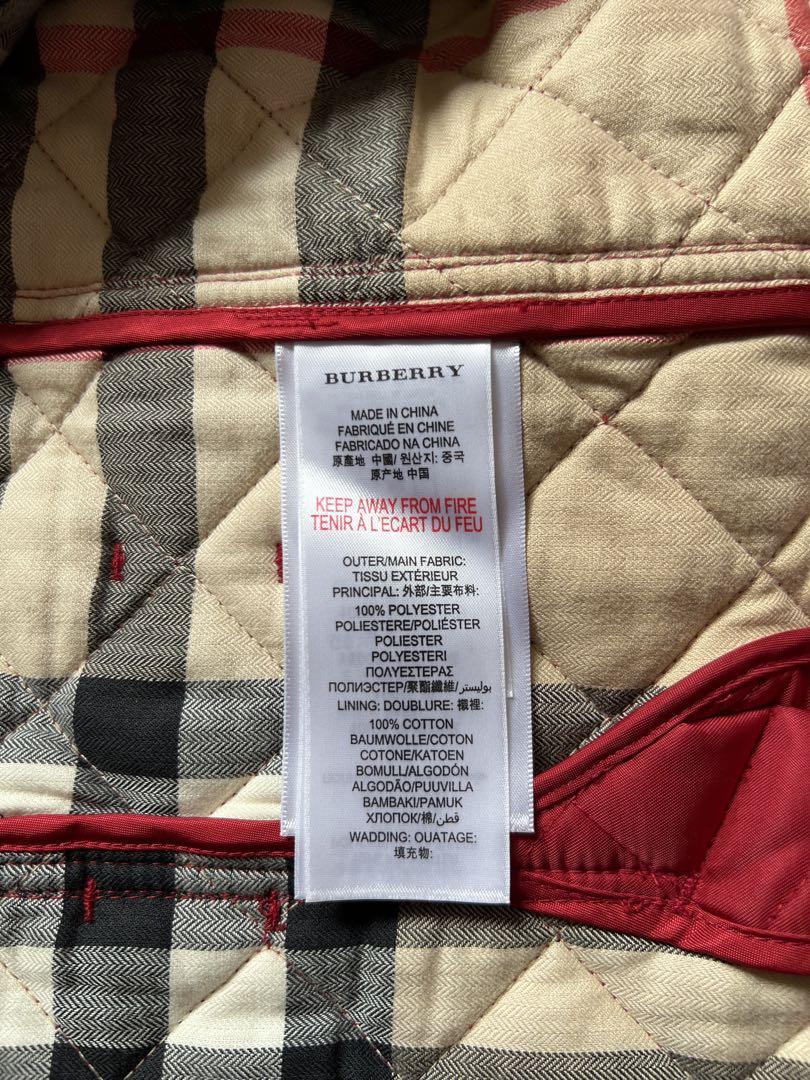 BURBERRY
MADE IN CHINA
FABRIQUÉ EN CHINE
FABRICADO NA CHINA
原產地 中國/ 원산지: 중국
原产地 中国
KEEP AWAY FROM FIRE
TENIR À L'ECART DU FEU
OUTER/MAIN FABRIC:
TISSU EXTÉRIEUR
PRINCIPAL: 外部/主要布料:
100% POLYESTER
POLIESTERE/POLIÉSTER
POLIESTER
POLYESTERI
ΠΟΛΥΕΣΤΕΡΑΣ
ПОЛИЭСТЕР/聚酯纖維/بوليستر
LINING: DOUBLURE: 襯裡:
100% COTTON
BAUMWOLLE/COTON
COTONE/KATOEN
BOMULL/ALGODÓN
ALGODÃO/PUUVILLA
BAMBAKI/PAMUK
ХЛОПОК/棉/قطن
WADDING: OUATAGE:
填充物: